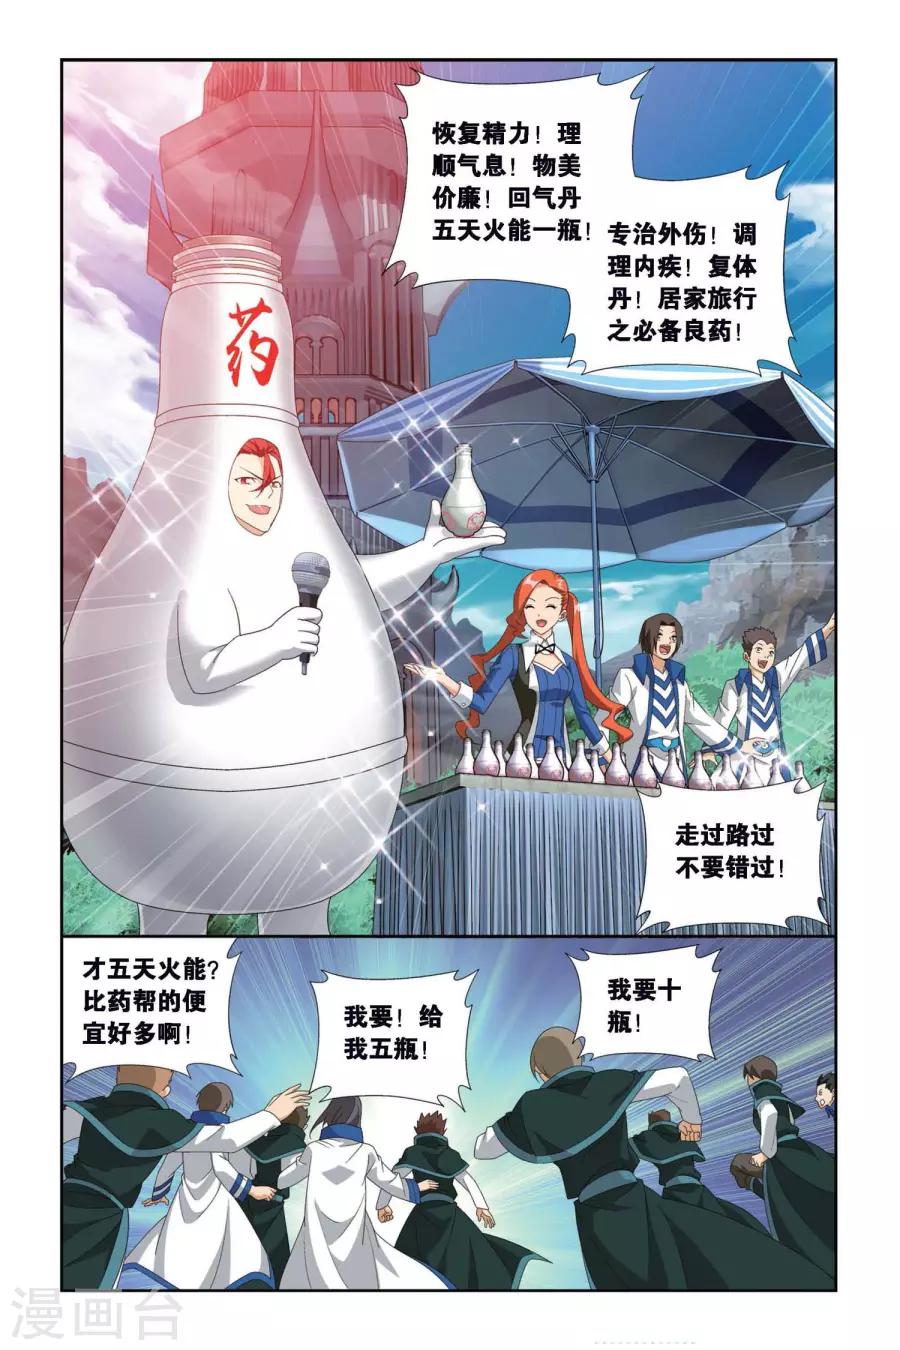 恢复精力！理
顺气息！物美
价廉！回气丹
五天火能一瓶！
专治外伤！调
理内疾！复体
丹！居家旅行
之必备良药！
药
走过路过
不要错过！
才五天火能？
比药帮的便
宜好多啊！
我要！给
我五瓶！
我要十
瓶！
漫画台